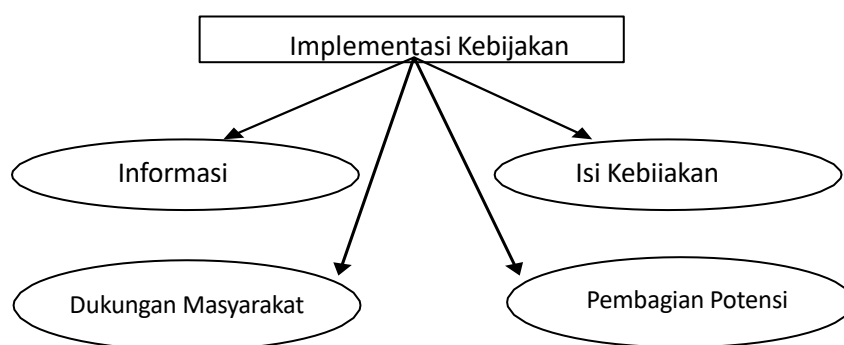 Implementasi Kebijakan
Informasi
Isi Kebiiakan
Dukungan Masyarakat
Pembagian Potensi